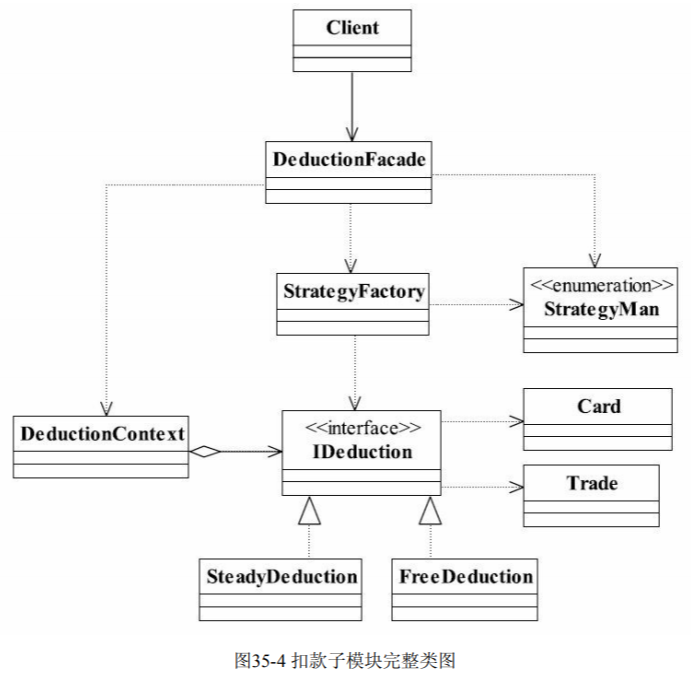 Client
DeductionFacade
StrategyFactory
<<enumeration>>
StrategyMan
DeductionContext
<<interface>>
IDeduction
Card
Trade
SteadyDeduction
FreeDeduction
图35-4 扣款子模块完整类图